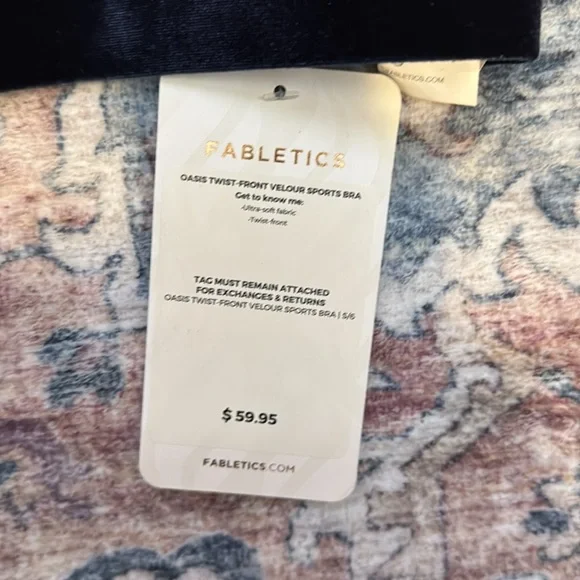 FABLETICS
OASIS TWIST-FRONT VELOUR SPORTS BRA
Get to know me:
-Ultra-soft fabric
-Twist-front
TAG MUST REMAIN ATTACHED
FOR EXCHANGES & RETURNS
OASIS TWIST-FRONT VELOUR SPORTS BRA | S/6
$ 59.95
FABLETICS.COM